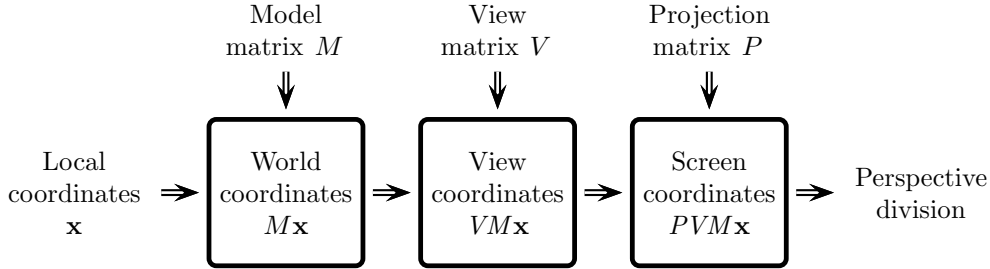 Model
matrix M
View
matrix V
Projection
matrix P
Local
coordinates
x
World
coordinates
Mx
View
coordinates
VMx
Screen
coordinates
PVMx
Perspective
division